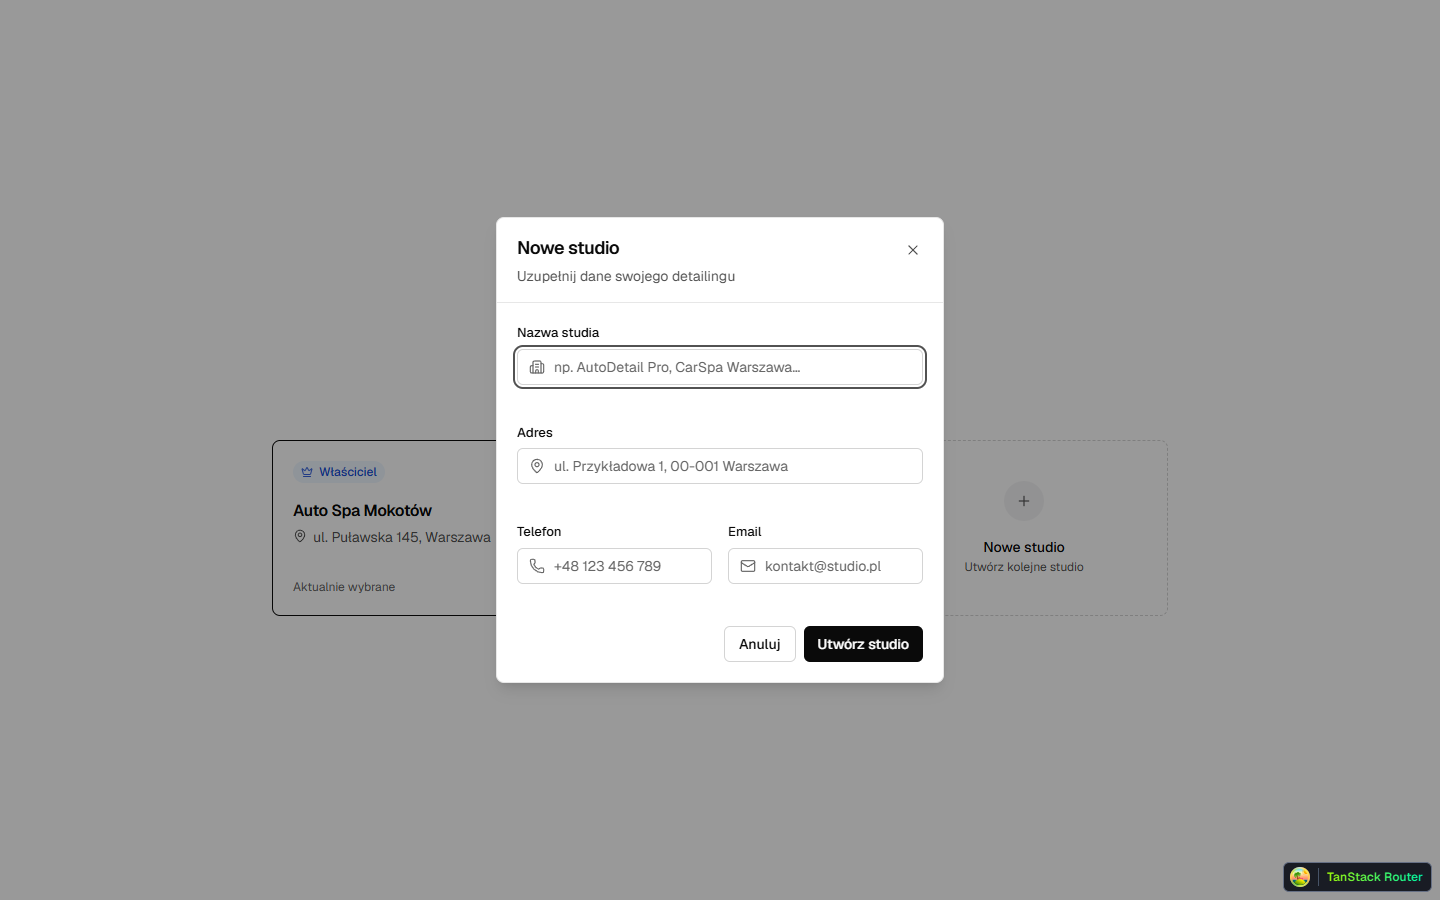 Nowe studio
Uzupełnij dane swojego detailingu
Nazwa studia
np. AutoDetail Pro, CarSpa Warszawa...
Adres
ul. Przykładowa 1, 00-001 Warszawa
Telefon
Email
+48 123 456 789
kontakt@studio.pl
Anuluj
Utwórz studio
Właściciel
Auto Spa Mokotów
ul. Puławska 145, Warszawa
Aktualnie wybrane
Nowe studio
Utwórz kolejne studio
TanStack Router